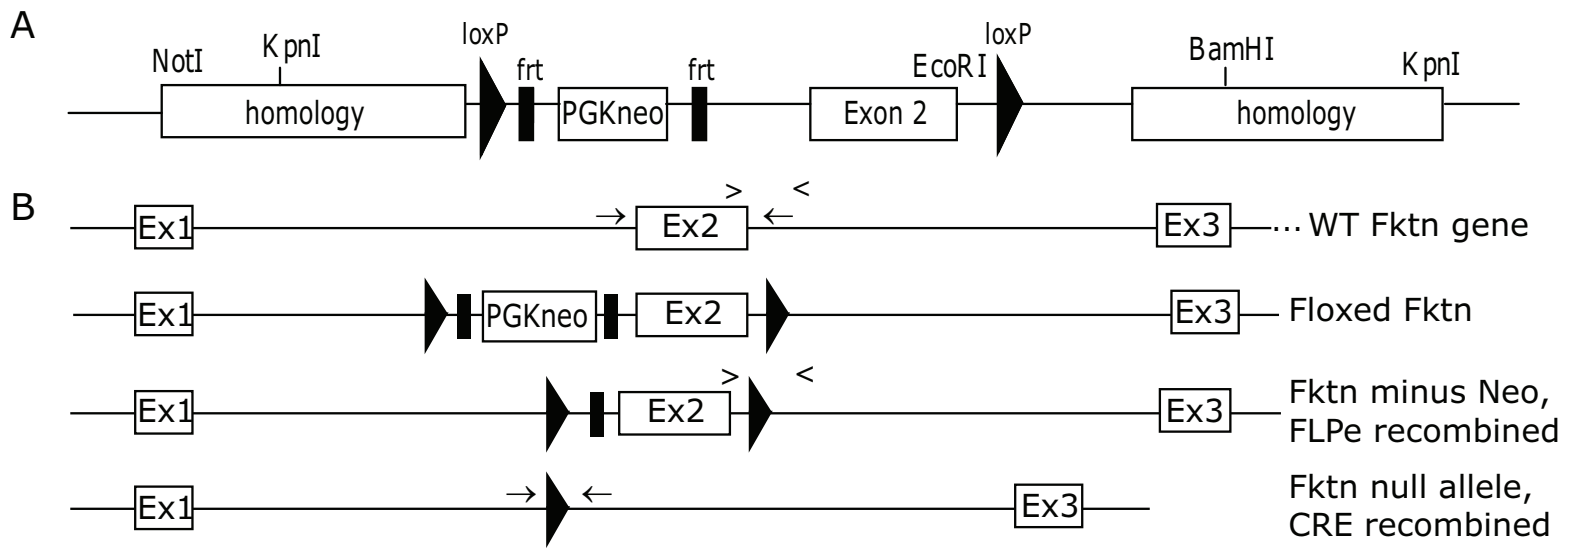 A
NotI KpnI loxP frt frt EcoRI loxP BamHI KpnI
homology PGKneo Exon 2 homology
B
> <
→ ←
Ex1 Ex2 Ex3 ... WT Fktn gene
Ex1 PGKneo Ex2 Ex3 Floxed Fktn
> <
Ex1 Ex2 Ex3 Fktn minus Neo,
FLPe recombined
→ ←
Ex1 Ex3 Fktn null allele,
CRE recombined